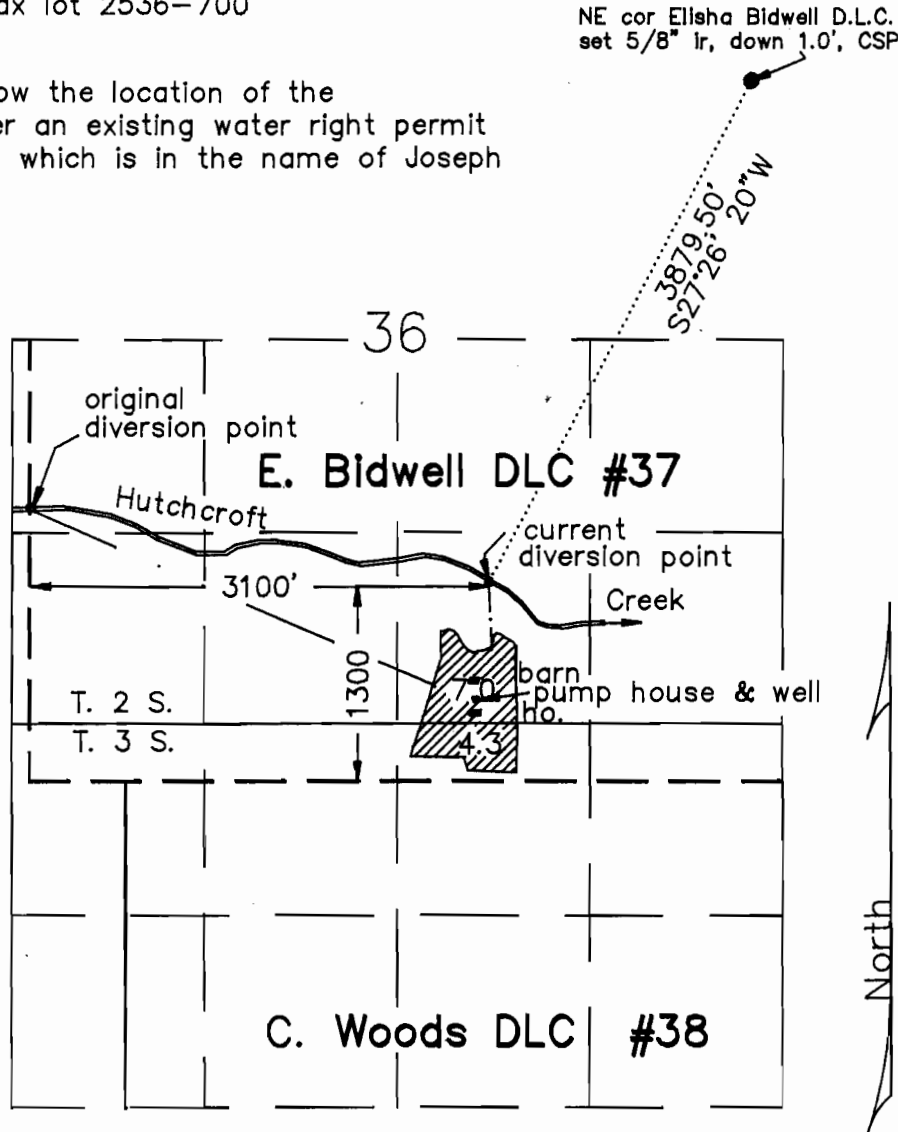 ax lot 2536-700
NE cor Elisha Bidwell D.L.C.
set 5/8" ir, down 1.0', CSP
ow the location of the
er an existing water right permit
which is in the name of Joseph
3879.50'
S27°26' 20"W
36
original
diversion point
E. Bidwell DLC #37
Hutchcroft
current
diversion point
3100'
Creek
1300
barn
7.0
pump house & well
ho.
T. 2 S.
T. 3 S.
4.3
North
C. Woods DLC #38